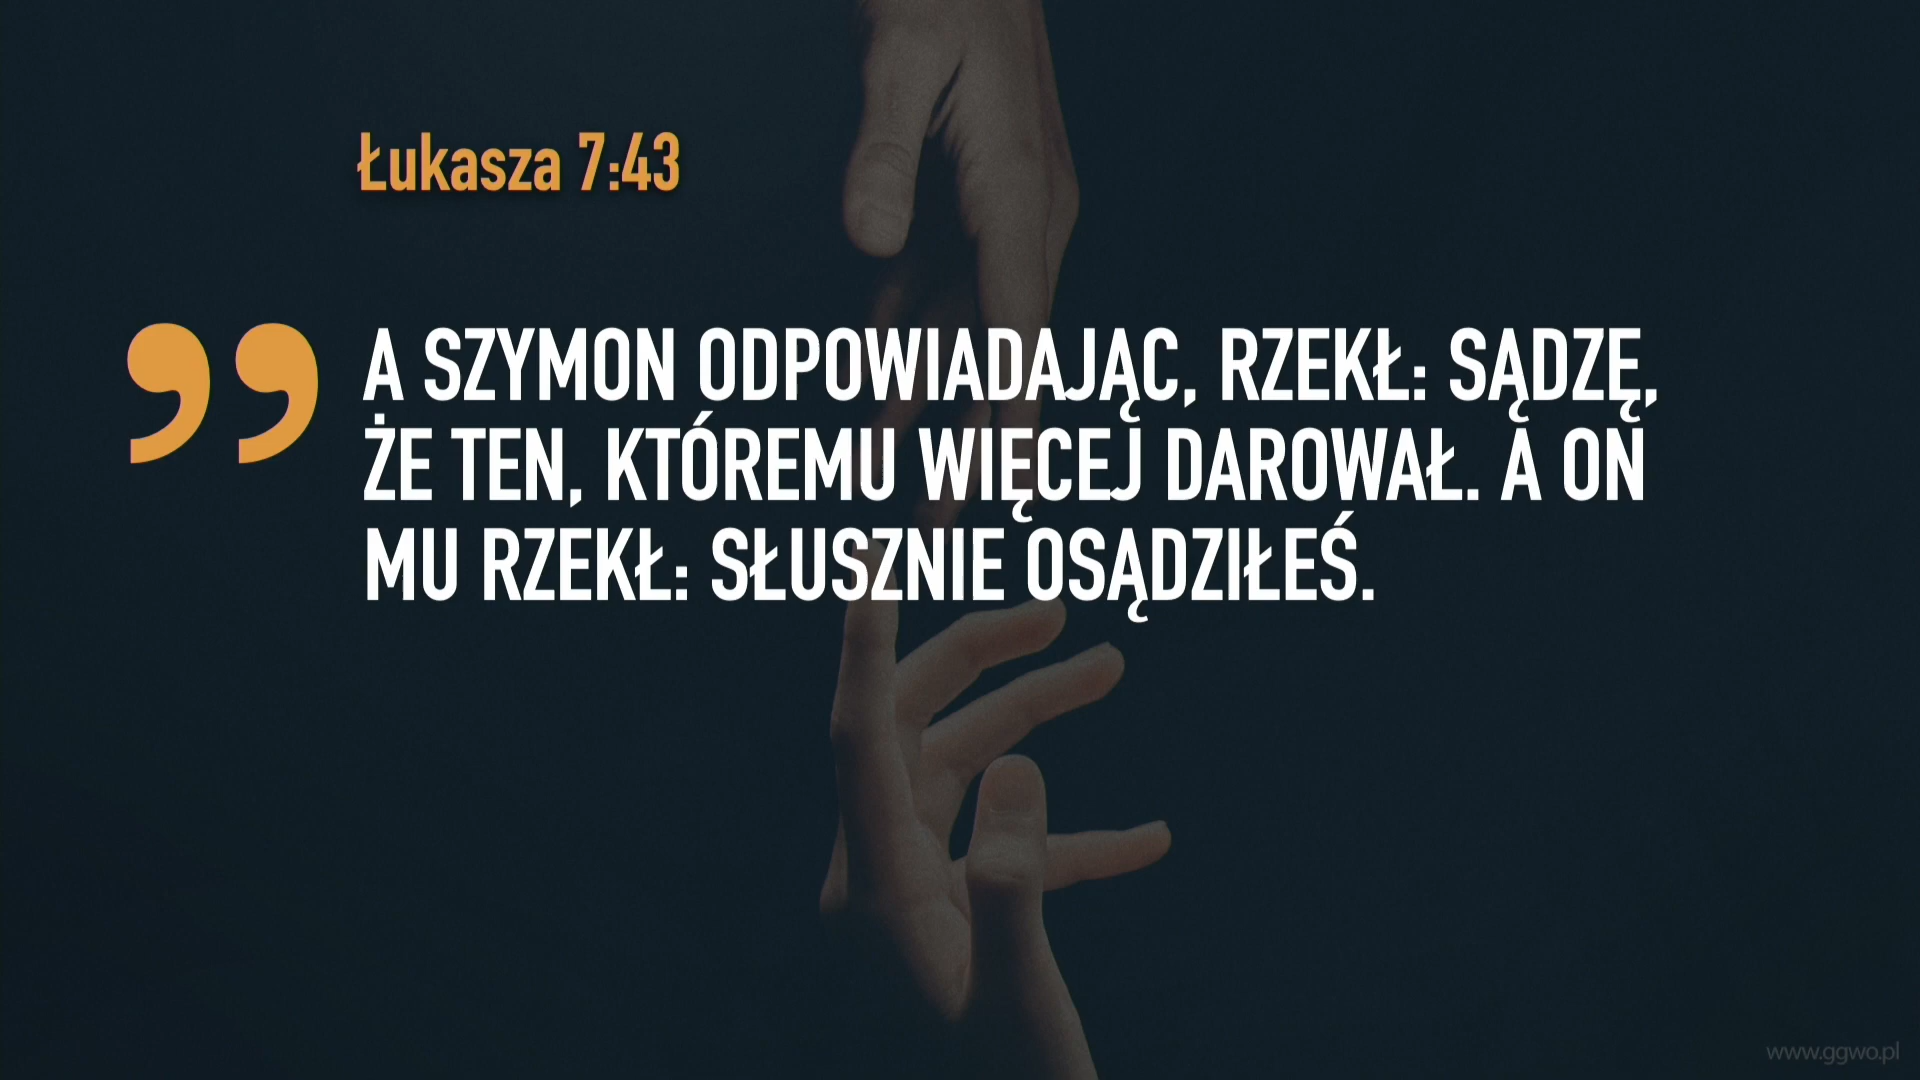 Łukasza 7:43
” A SZYMON ODPOWIADAJĄC, RZEKŁ: SĄDZĘ,
ŻE TEN, KTÓREMU WIĘCEJ DAROWAŁ. A ON
MU RZEKŁ: SŁUSZNIE OSĄDZIŁEŚ.
www.ggwo.pl